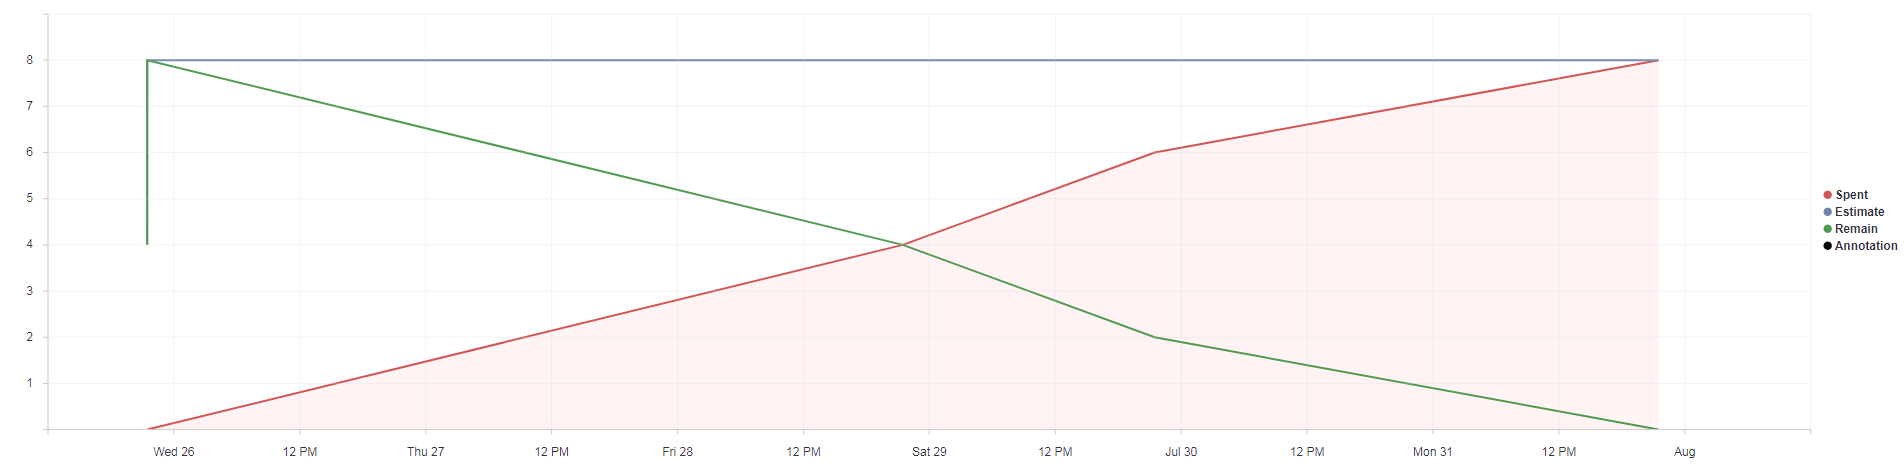 8
7
6
5
4
3
2
1
Wed 26 12 PM Thu 27 12 PM Fri 28 12 PM Sat 29 12 PM Jul 30 12 PM Mon 31 12 PM Aug
Spent
Estimate
Remain
Annotation